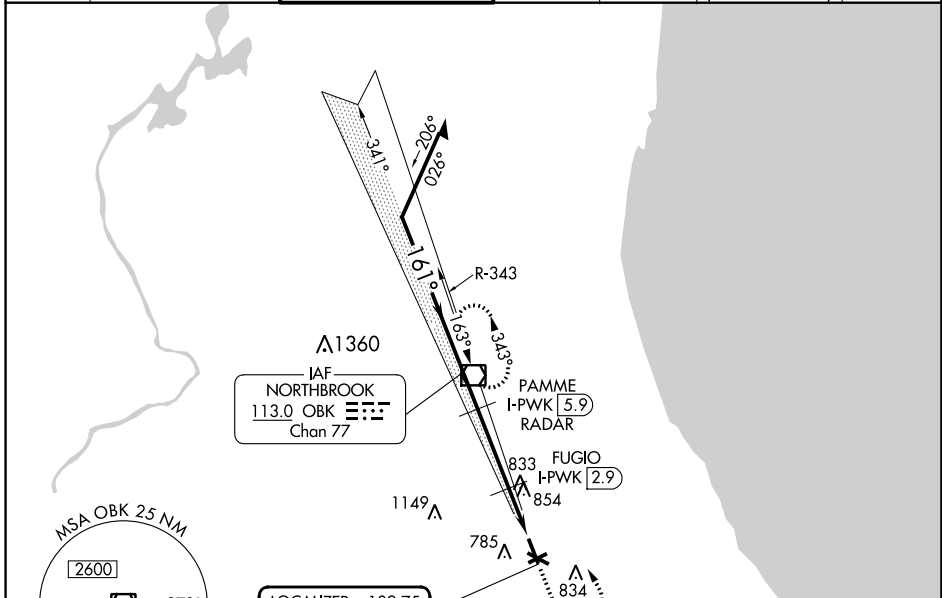 206°
026°
341°
161°
R-343
163°
343°
1360
IAF
NORTHBROOK
113.0 OBK
Chan 77
PAMME
I-PWK 5.9
RADAR
FUGIO
I-PWK 2.9
833
854
1149
785
834
MSA OBK 25 NM
2600